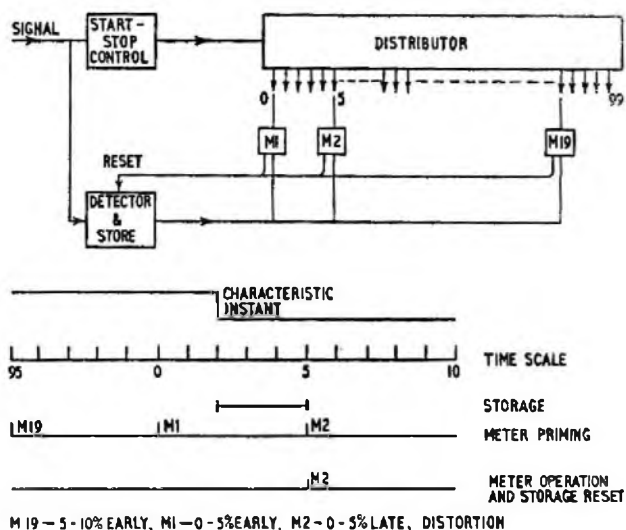 SIGNAL
START-
STOP
CONTROL
DISTRIBUTOR
0 5 99
M1 M2 M19
RESET
DETECTOR
&
STORE
CHARACTERISTIC
INSTANT
95 0 5 10 TIME SCALE
STORAGE
M19 M1 M2 METER PRIMING
M2 METER OPERATION
AND STORAGE RESET
M 19 - 5 - 10% EARLY, M1 - 0 - 5% EARLY, M2 - 0 - 5% LATE, DISTORTION